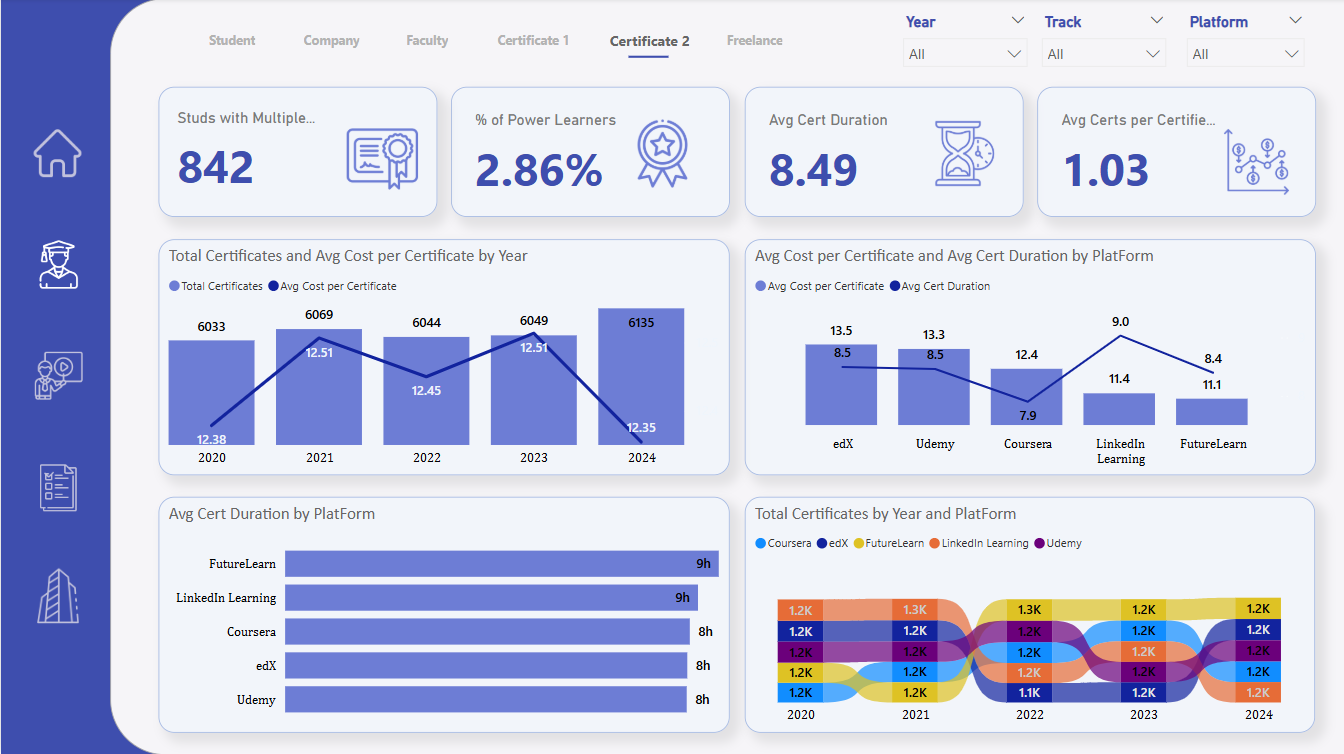 Student Company Faculty Certificate 1 Certificate 2 Freelance
Year Track Platform
All All All
Studs with Multiple...
842
% of Power Learners
2.86%
Avg Cert Duration
8.49
Avg Certs per Certifie...
1.03
Total Certificates and Avg Cost per Certificate by Year
Total Certificates Avg Cost per Certificate
6033 6069 6044 6049 6135
12.38 12.51 12.45 12.51 12.35
2020 2021 2022 2023 2024
Avg Cost per Certificate and Avg Cert Duration by PlatForm
Avg Cost per Certificate Avg Cert Duration
13.5 13.3 12.4 11.4 11.1
8.5 8.5 7.9 9.0 8.4
edX Udemy Coursera LinkedIn Learning FutureLearn
Avg Cert Duration by PlatForm
FutureLearn 9h
LinkedIn Learning 9h
Coursera 8h
edX 8h
Udemy 8h
Total Certificates by Year and PlatForm
Coursera edX FutureLearn LinkedIn Learning Udemy
1.2K 1.3K 1.3K 1.2K 1.2K
1.2K 1.2K 1.2K 1.2K 1.2K
1.2K 1.2K 1.2K 1.2K 1.2K
1.2K 1.2K 1.2K 1.2K 1.2K
1.2K 1.2K 1.1K 1.2K 1.2K
2020 2021 2022 2023 2024